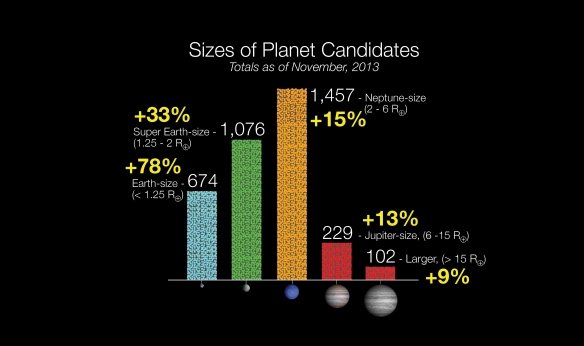 Sizes of Planet Candidates
Totals as of November, 2013
1,457 - Neptune-size
(2 - 6 R⊕)
+15%
+33%
Super Earth-size - 1,076
(1.25 - 2 R⊕)
+78%
Earth-size - 674
(< 1.25 R⊕)
+13%
229 - Jupiter-size, (6 -15 R⊕)
102 - Larger, (> 15 R⊕)
+9%